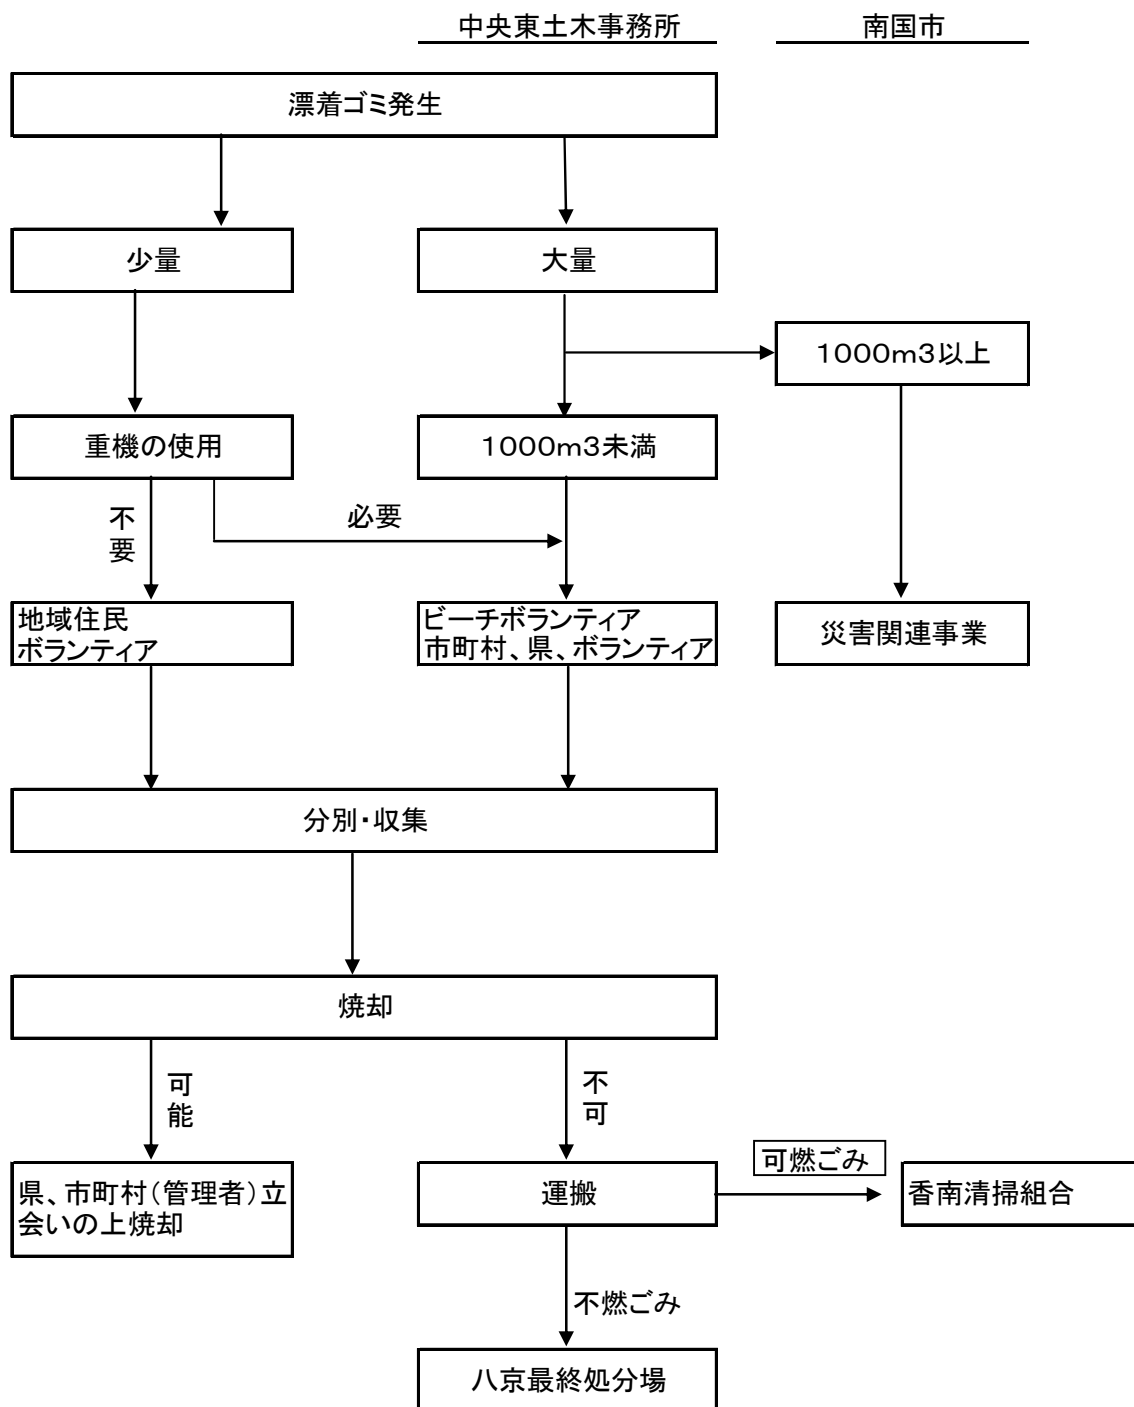 中央東土木事務所
南国市
漂着ゴミ発生
少量
大量
1000m3以上
重機の使用
1000m3未満
不要
必要
地域住民
ボランティア
ビーチボランティア
市町村、県、ボランティア
災害関連事業
分別・収集
焼却
可能
不可
県、市町村(管理者)立
会いの上焼却
運搬
可燃ごみ
香南清掃組合
不燃ごみ
八京最終処分場